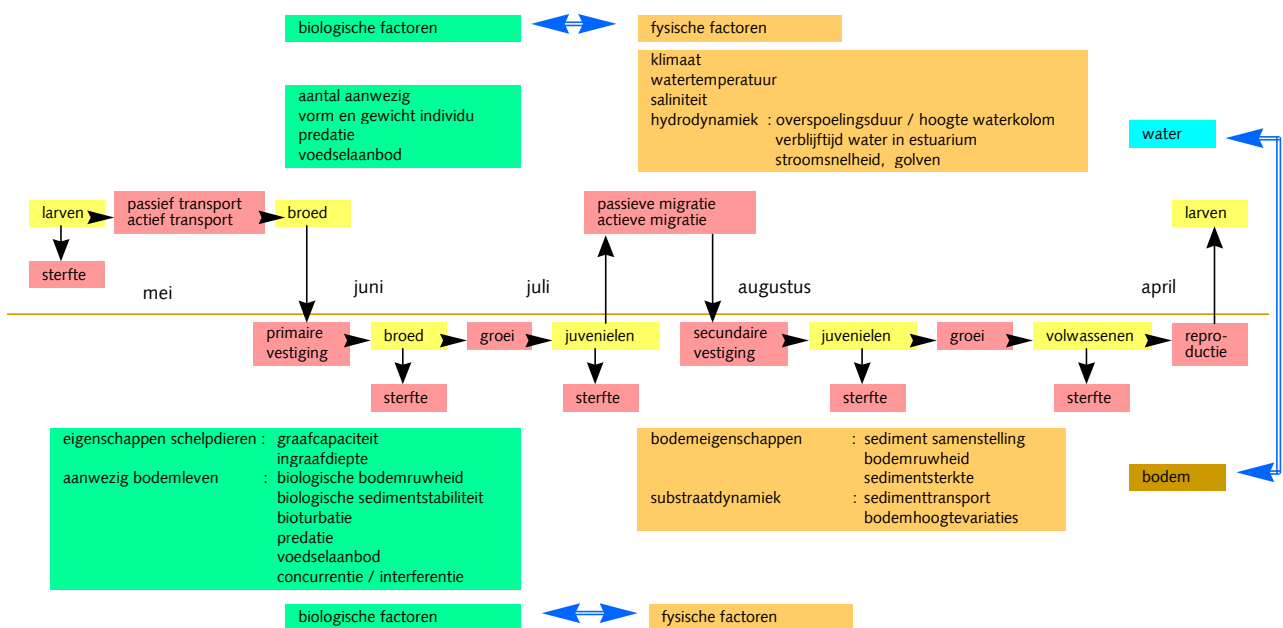 biologische factoren
fysische factoren
aantal aanwezig
vorm en gewicht individu
predatie
voedselaanbod
klimaat
watertemperatuur
saliniteit
hydrodynamiek : overspoelingsduur / hoogte waterkolom
verblijftijd water in estuarium
stroomsnelheid, golven
water
larven
passief transport
actief transport
broed
passieve migratie
actieve migratie
larven
sterfte
mei
juni
juli
augustus
april
primaire
vestiging
broed
groei
juvenielen
secundaire
vestiging
juvenielen
groei
volwassenen
repro-
ductie
sterfte
sterfte
sterfte
sterfte
eigenschappen schelpdieren : graafcapaciteit
ingraafdiepte
aanwezig bodemleven : biologische bodemruwheid
biologische sedimentstabiliteit
bioturbatie
predatie
voedselaanbod
concurrentie / interferentie
bodemeigenschappen : sediment samenstelling
bodemruwheid
sedimentsterkte
substraatdynamiek : sedimenttransport
bodemhoogtevariaties
bodem
biologische factoren
fysische factoren